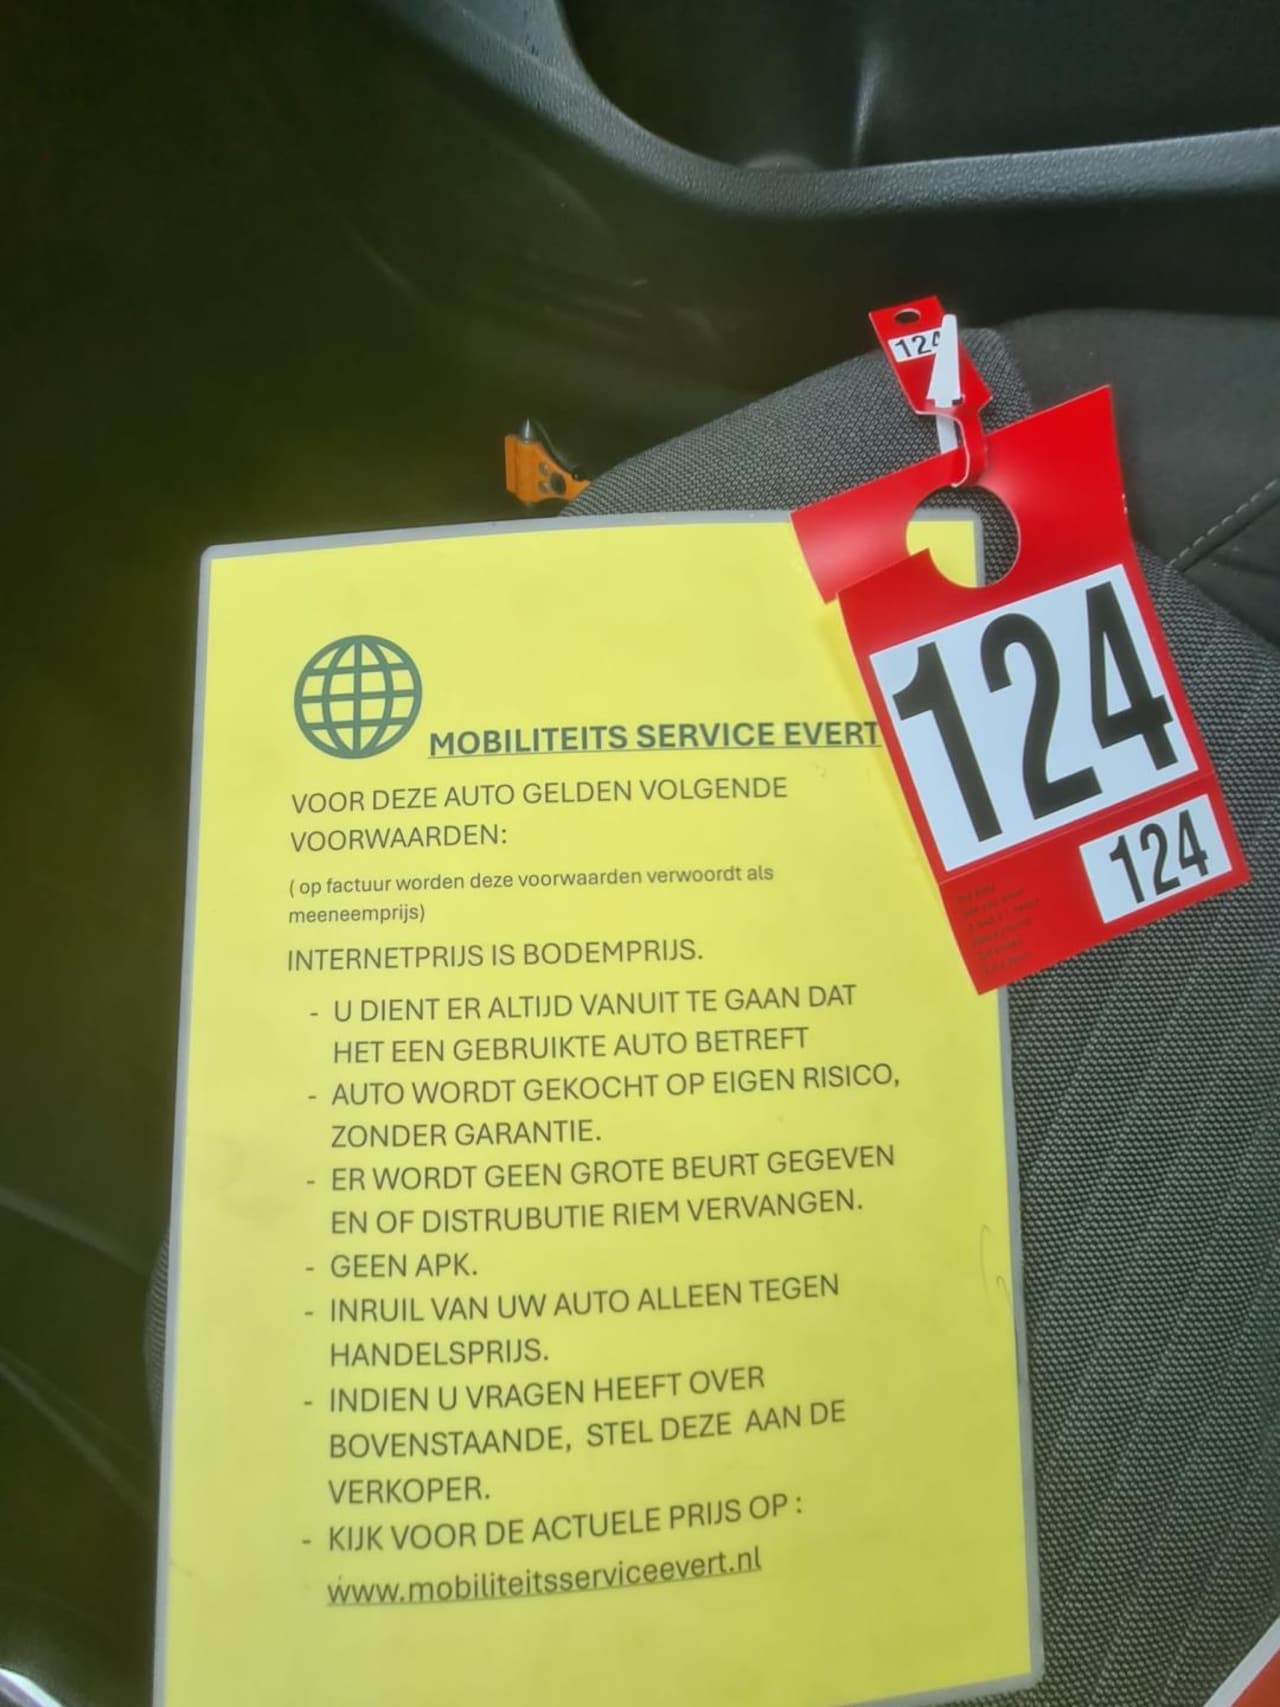 124
124
124
MOBILITEITS SERVICE EVERT
VOOR DEZE AUTO GELDEN VOLGENDE
VOORWAARDEN:
( op factuur worden deze voorwaarden verwoordt als
meeneemprijs)
INTERNETPRIJS IS BODEMPRIJS.
- U DIENT ER ALTIJD VANUIT TE GAAN DAT
HET EEN GEBRUIKTE AUTO BETREFT
- AUTO WORDT GEKOCHT OP EIGEN RISICO,
ZONDER GARANTIE.
- ER WORDT GEEN GROTE BEURT GEGEVEN
EN OF DISTRUBUTIE RIEM VERVANGEN.
- GEEN APK.
- INRUIL VAN UW AUTO ALLEEN TEGEN
HANDELSPRIJS.
- INDIEN U VRAGEN HEEFT OVER
BOVENSTAANDE, STEL DEZE AAN DE
VERKOPER.
- KIJK VOOR DE ACTUELE PRIJS OP :
www.mobiliteitsserviceevert.nl